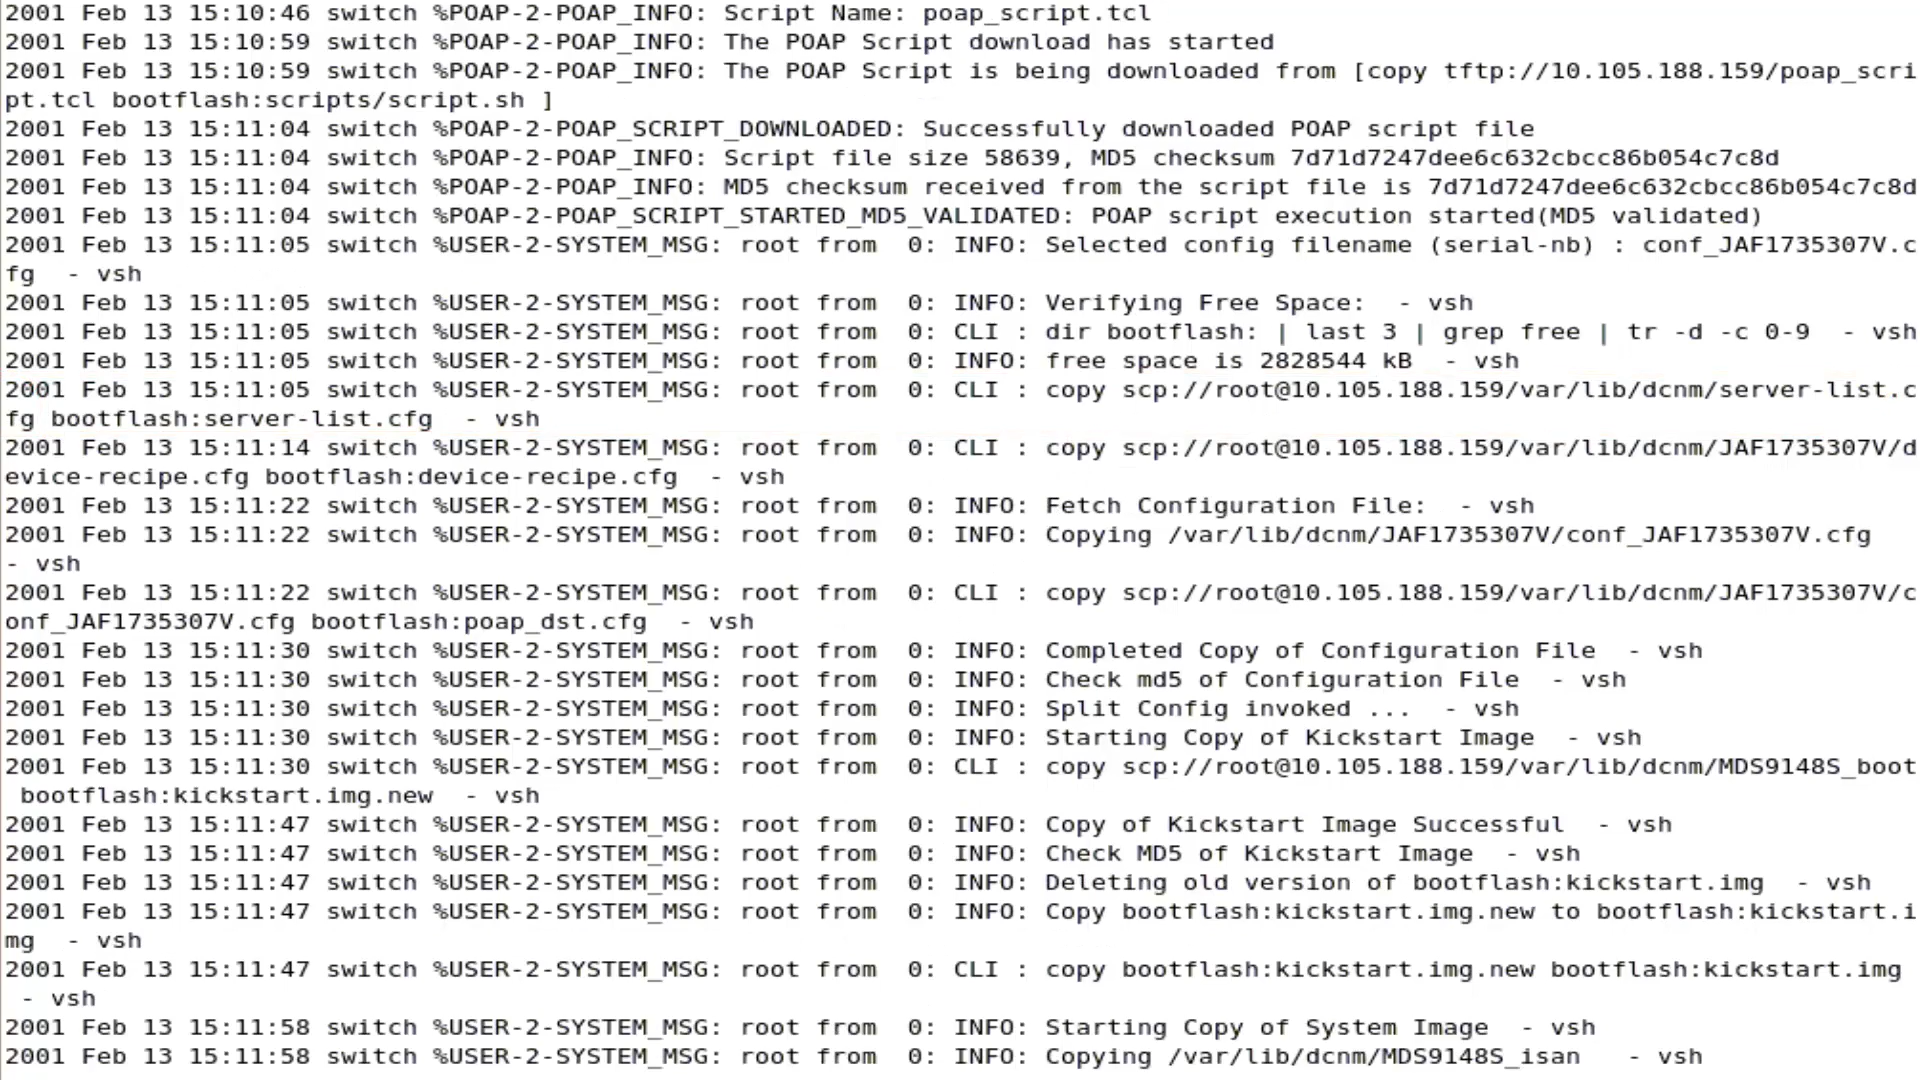 2001 Feb 13 15:10:46 switch %POAP-2-POAP_INFO: Script Name: poap_script.tcl
2001 Feb 13 15:10:59 switch %POAP-2-POAP_INFO: The POAP Script download has started
2001 Feb 13 15:10:59 switch %POAP-2-POAP_INFO: The POAP Script is being downloaded from [copy tftp://10.105.188.159/poap_scri
pt.tcl bootflash:scripts/script.sh ]
2001 Feb 13 15:11:04 switch %POAP-2-POAP_SCRIPT_DOWNLOADED: Successfully downloaded POAP script file
2001 Feb 13 15:11:04 switch %POAP-2-POAP_INFO: Script file size 58639, MD5 checksum 7d71d7247dee6c632cbcc86b054c7c8d
2001 Feb 13 15:11:04 switch %POAP-2-POAP_INFO: MD5 checksum received from the script file is 7d71d7247dee6c632cbcc86b054c7c8d
2001 Feb 13 15:11:04 switch %POAP-2-POAP_SCRIPT_STARTED_MD5_VALIDATED: POAP script execution started(MD5 validated)
2001 Feb 13 15:11:05 switch %USER-2-SYSTEM_MSG: root from  0: INFO: Selected config filename (serial-nb) : conf_JAF1735307V.c
fg  - vsh
2001 Feb 13 15:11:05 switch %USER-2-SYSTEM_MSG: root from  0: INFO: Verifying Free Space:  - vsh
2001 Feb 13 15:11:05 switch %USER-2-SYSTEM_MSG: root from  0: CLI : dir bootflash: | last 3 | grep free | tr -d -c 0-9  - vsh
2001 Feb 13 15:11:05 switch %USER-2-SYSTEM_MSG: root from  0: INFO: free space is 2828544 kB  - vsh
2001 Feb 13 15:11:05 switch %USER-2-SYSTEM_MSG: root from  0: CLI : copy scp://root@10.105.188.159/var/lib/dcnm/server-list.c
fg bootflash:server-list.cfg  - vsh
2001 Feb 13 15:11:14 switch %USER-2-SYSTEM_MSG: root from  0: CLI : copy scp://root@10.105.188.159/var/lib/dcnm/JAF1735307V/d
evice-recipe.cfg bootflash:device-recipe.cfg  - vsh
2001 Feb 13 15:11:22 switch %USER-2-SYSTEM_MSG: root from  0: INFO: Fetch Configuration File:  - vsh
2001 Feb 13 15:11:22 switch %USER-2-SYSTEM_MSG: root from  0: INFO: Copying /var/lib/dcnm/JAF1735307V/conf_JAF1735307V.cfg
- vsh
2001 Feb 13 15:11:22 switch %USER-2-SYSTEM_MSG: root from  0: CLI : copy scp://root@10.105.188.159/var/lib/dcnm/JAF1735307V/c
onf_JAF1735307V.cfg bootflash:poap_dst.cfg  - vsh
2001 Feb 13 15:11:30 switch %USER-2-SYSTEM_MSG: root from  0: INFO: Completed Copy of Configuration File  - vsh
2001 Feb 13 15:11:30 switch %USER-2-SYSTEM_MSG: root from  0: INFO: Check md5 of Configuration File  - vsh
2001 Feb 13 15:11:30 switch %USER-2-SYSTEM_MSG: root from  0: INFO: Split Config invoked ...  - vsh
2001 Feb 13 15:11:30 switch %USER-2-SYSTEM_MSG: root from  0: INFO: Starting Copy of Kickstart Image  - vsh
2001 Feb 13 15:11:30 switch %USER-2-SYSTEM_MSG: root from  0: CLI : copy scp://root@10.105.188.159/var/lib/dcnm/MDS9148S_boot
 bootflash:kickstart.img.new  - vsh
2001 Feb 13 15:11:47 switch %USER-2-SYSTEM_MSG: root from  0: INFO: Copy of Kickstart Image Successful  - vsh
2001 Feb 13 15:11:47 switch %USER-2-SYSTEM_MSG: root from  0: INFO: Check MD5 of Kickstart Image  - vsh
2001 Feb 13 15:11:47 switch %USER-2-SYSTEM_MSG: root from  0: INFO: Deleting old version of bootflash:kickstart.img  - vsh
2001 Feb 13 15:11:47 switch %USER-2-SYSTEM_MSG: root from  0: INFO: Copy bootflash:kickstart.img.new to bootflash:kickstart.i
mg  - vsh
2001 Feb 13 15:11:47 switch %USER-2-SYSTEM_MSG: root from  0: CLI : copy bootflash:kickstart.img.new bootflash:kickstart.img
 - vsh
2001 Feb 13 15:11:58 switch %USER-2-SYSTEM_MSG: root from  0: INFO: Starting Copy of System Image  - vsh
2001 Feb 13 15:11:58 switch %USER-2-SYSTEM_MSG: root from  0: INFO: Copying /var/lib/dcnm/MDS9148S_isan   - vsh